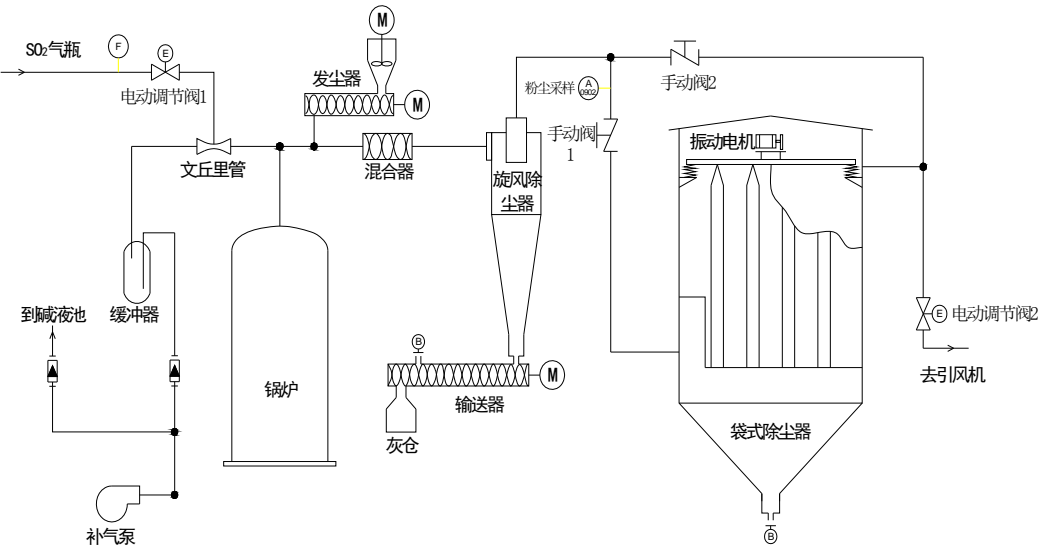 M
SO2气瓶
F
E
发尘器
电动调节阀1
M
粉尘采样
A
0902
手动阀2
手动阀
1
振动电机
文丘里管
混合器
旋风除
尘器
到碱液池
缓冲器
E
电动调节阀2
B
去引风机
锅炉
M
输送器
灰仓
袋式除尘器
补气泵
B